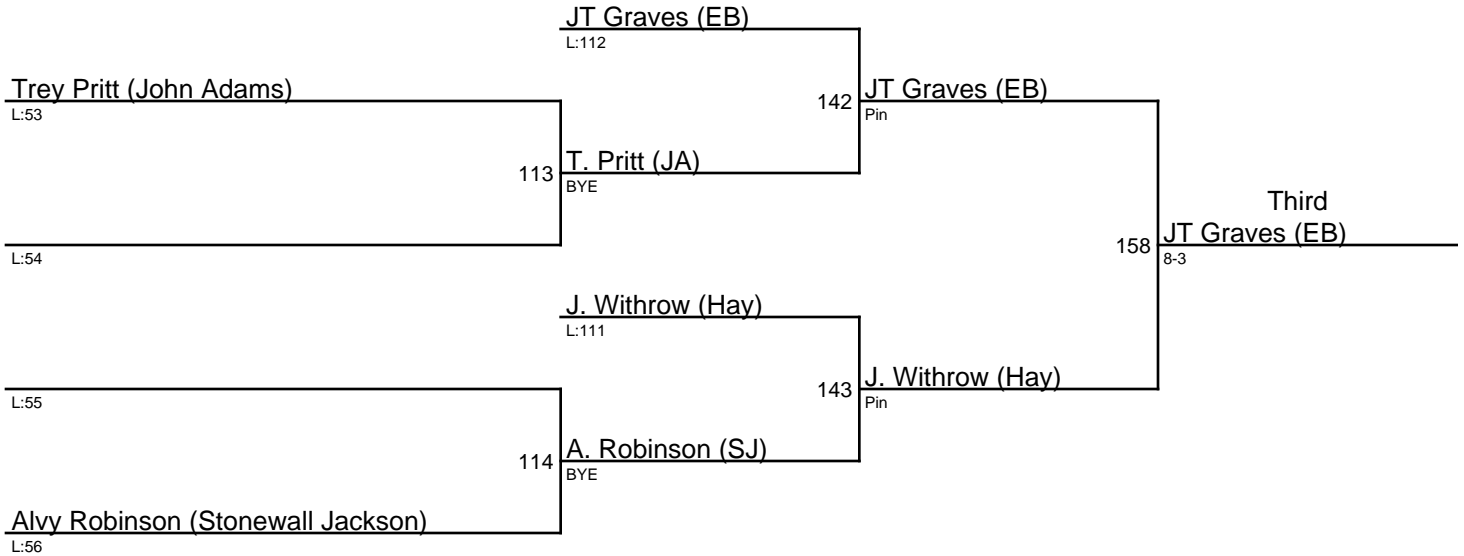 JT Graves (EB)
L:112
Trey Pritt (John Adams)
L:53
142
JT Graves (EB)
Pin
113
T. Pritt (JA)
BYE
Third
L:54
158
JT Graves (EB)
8-3
J. Withrow (Hay)
L:111
L:55
143
J. Withrow (Hay)
Pin
114
A. Robinson (SJ)
BYE
Alvy Robinson (Stonewall Jackson)
L:56